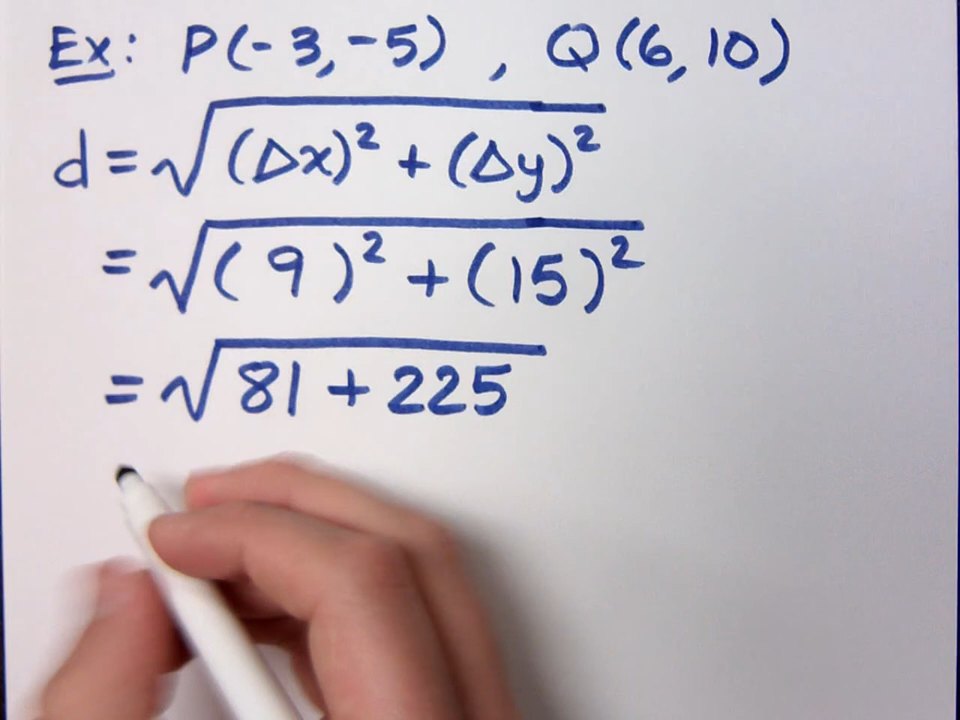 Ex: P(-3,-5) , Q(6,10)
d = √(Δx)² + (Δy)²
= √(9)² + (15)²
= √81 + 225